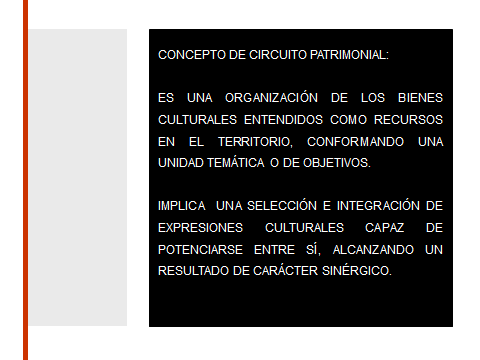 CONCEPTO DE CIRCUITO PATRIMONIAL:
ES UNA ORGANIZACIÓN DE LOS BIENES
CULTURALES ENTENDIDOS COMO RECURSOS
EN EL TERRITORIO, CONFORMANDO UNA
UNIDAD TEMÁTICA O DE OBJETIVOS.
IMPLICA UNA SELECCIÓN E INTEGRACIÓN DE
EXPRESIONES CULTURALES CAPAZ DE
POTENCIARSE ENTRE SÍ, ALCANZANDO UN
RESULTADO DE CARÁCTER SINÉRGICO.